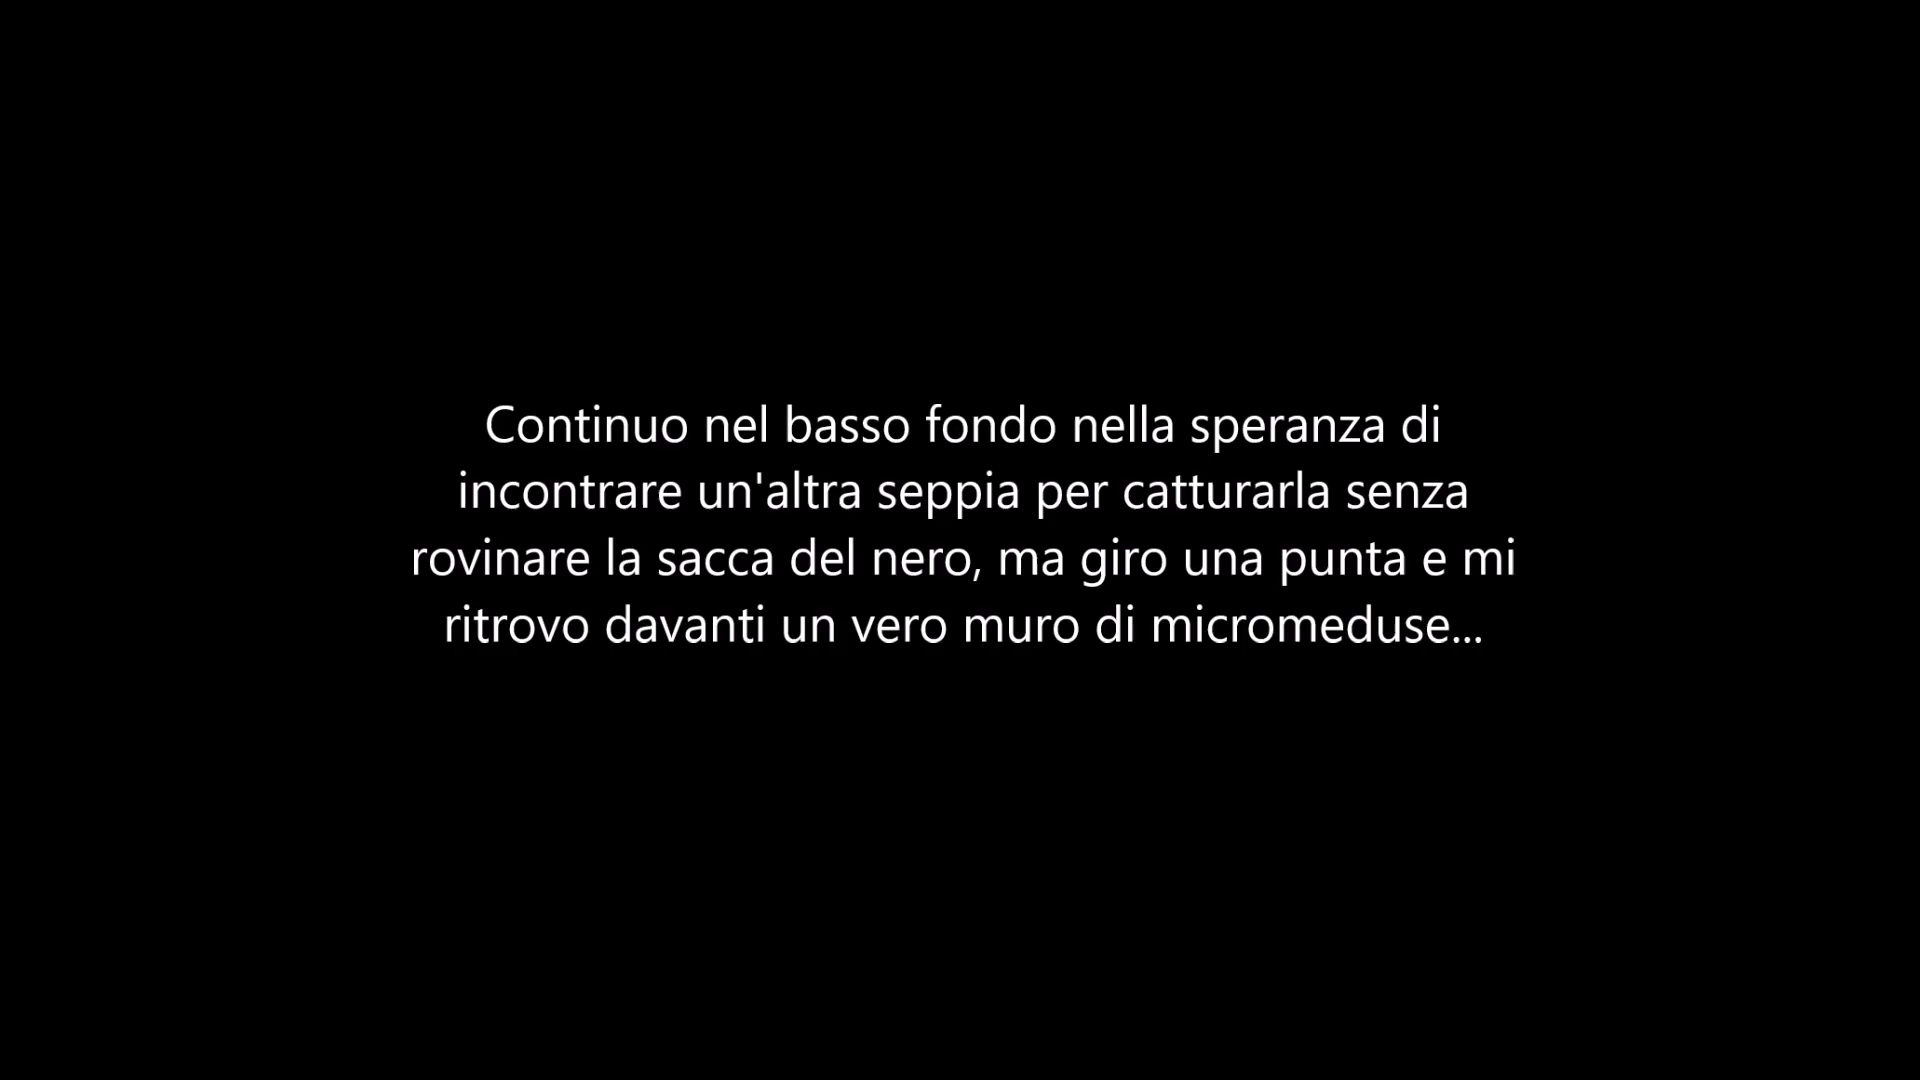 Continuo nel basso fondo nella speranza di
incontrare un'altra seppia per catturarla senza
rovinare la sacca del nero, ma giro una punta e mi
ritrovo davanti un vero muro di micromeduse...